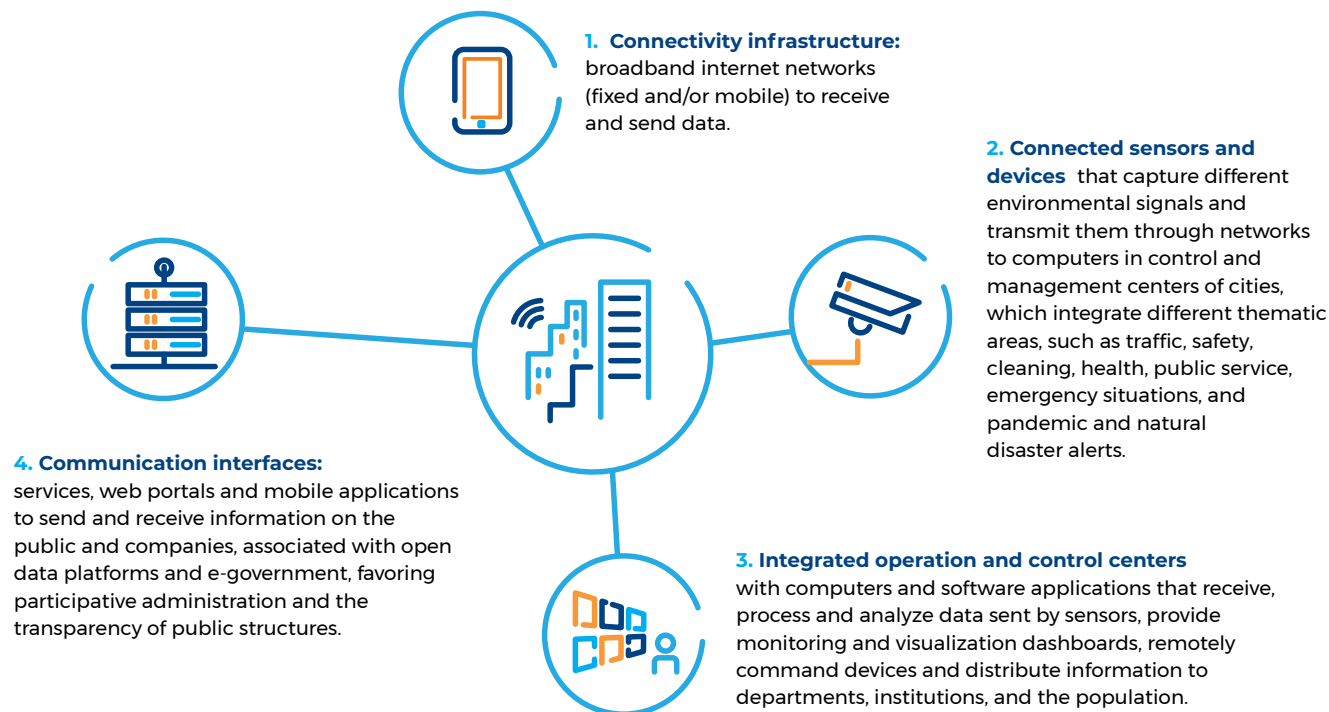 1. Connectivity infrastructure:
broadband internet networks
(fixed and/or mobile) to receive
and send data.
2. Connected sensors and
devices that capture different
environmental signals and
transmit them through networks
to computers in control and
management centers of cities,
which integrate different thematic
areas, such as traffic, safety,
cleaning, health, public service,
emergency situations, and
pandemic and natural
disaster alerts.
3. Integrated operation and control centers
with computers and software applications that receive,
process and analyze data sent by sensors, provide
monitoring and visualization dashboards, remotely
command devices and distribute information to
departments, institutions, and the population.
4. Communication interfaces:
services, web portals and mobile applications
to send and receive information on the
public and companies, associated with open
data platforms and e-government, favoring
participative administration and the
transparency of public structures.